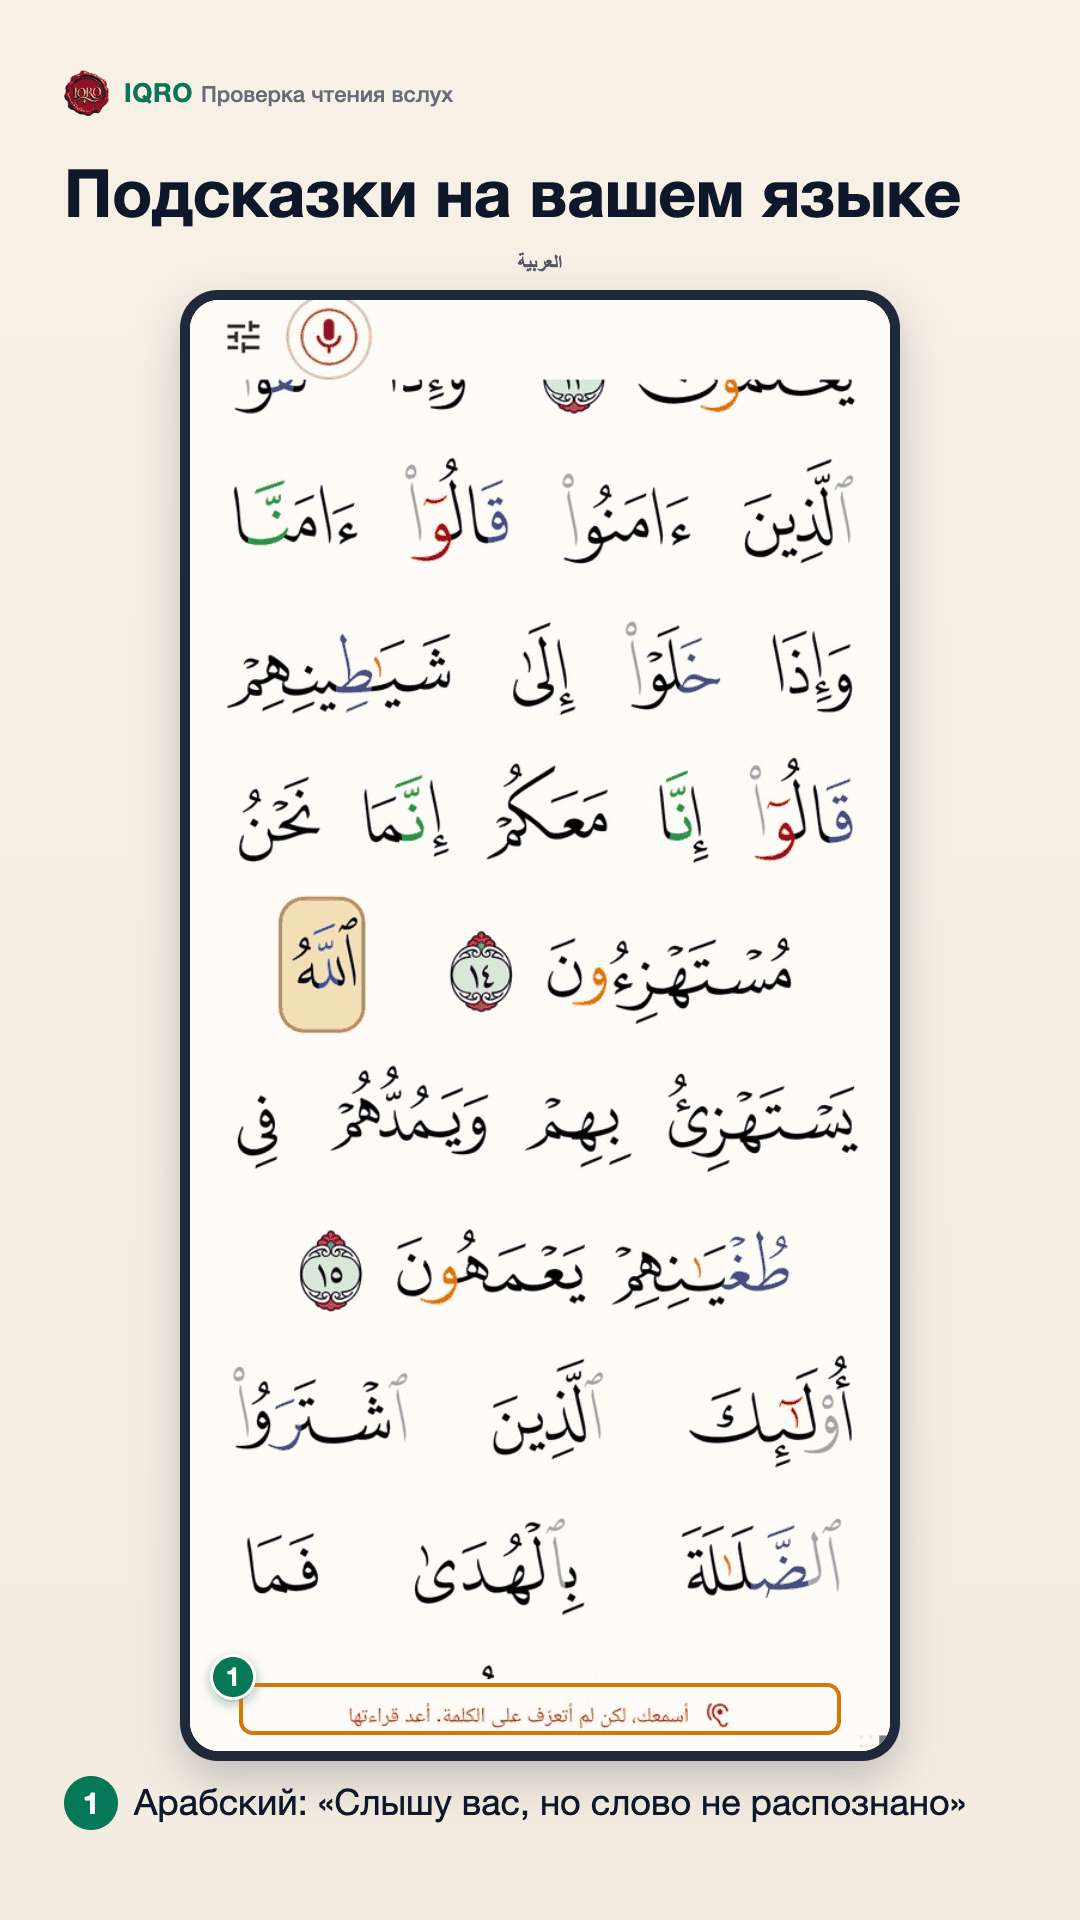 IQRO Проверка чтения вслух
Подсказки на вашем языке
العربية
ٱلَّذِينَ ءَامَنُوا۟ قَالُوٓا۟ ءَامَنَّا
وَإِذَا خَلَوْا۟ إِلَىٰ شَيَـٰطِينِهِمْ
قَالُوٓا۟ إِنَّا مَعَكُمْ إِنَّمَا نَحْنُ
مُسْتَهْزِءُونَ ١٤ ٱللَّهُ
يَسْتَهْزِئُ بِهِمْ وَيَمُدُّهُمْ فِى
طُغْيَـٰنِهِمْ يَعْمَهُونَ ١٥
أُو۟لَـٰٓئِكَ ٱلَّذِينَ ٱشْتَرَوُا۟
ٱلضَّلَـٰلَةَ بِٱلْهُدَىٰ فَمَا
1
أسمعك، لكن لم أتعرّف على الكلمة. أعد قراءتها
1 Арабский: «Слышу вас, но слово не распознано»